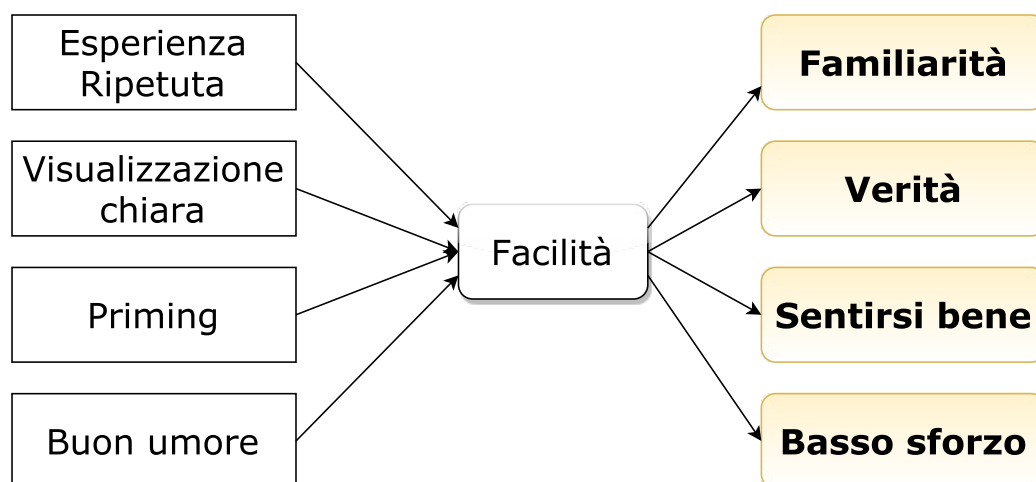 Esperienza
Ripetuta
Visualizzazione
chiara
Priming
Buon umore
Facilità
Familiarità
Verità
Sentirsi bene
Basso sforzo